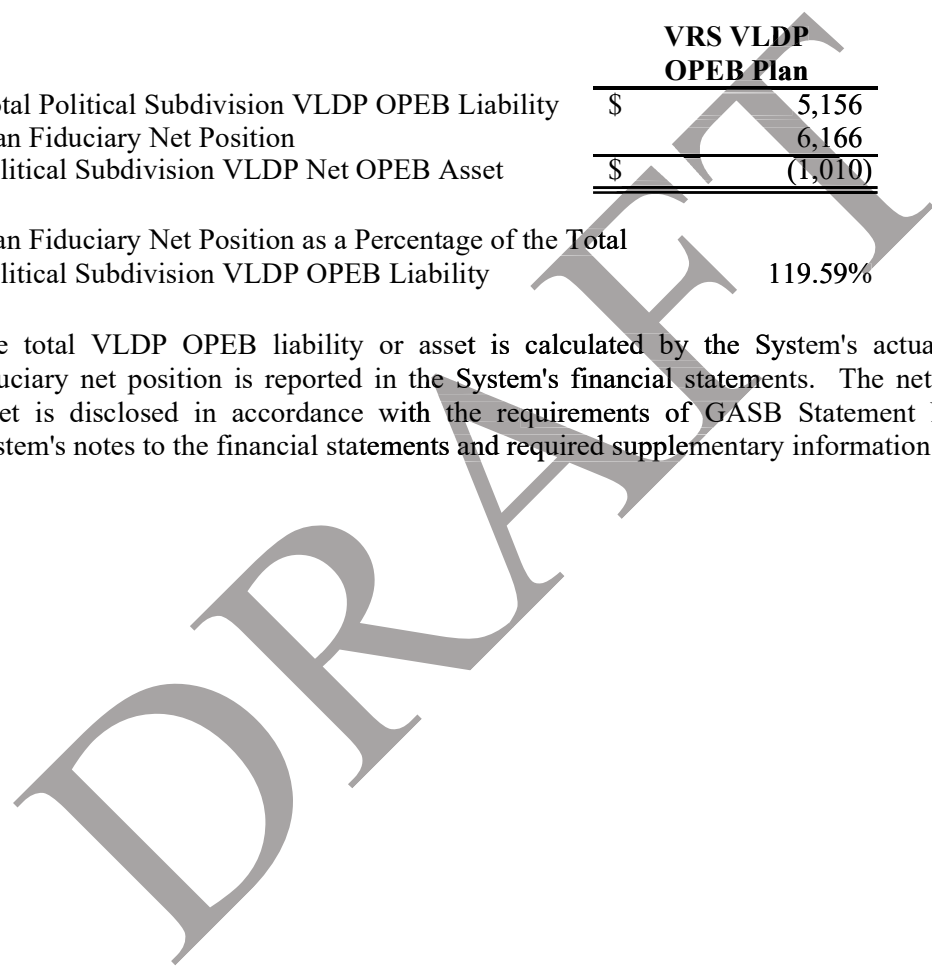 VRS VLDP
OPEB Plan
otal Political Subdivision VLDP OPEB Liability $ 5,156
an Fiduciary Net Position 6,166
litical Subdivision VLDP Net OPEB Asset $ (1,010)
an Fiduciary Net Position as a Percentage of the Total
litical Subdivision VLDP OPEB Liability 119.59%
e total VLDP OPEB liability or asset is calculated by the System's actua
uciary net position is reported in the System's financial statements. The net
et is disclosed in accordance with the requirements of GASB Statement
stem's notes to the financial statements and required supplementary information
DRAFT